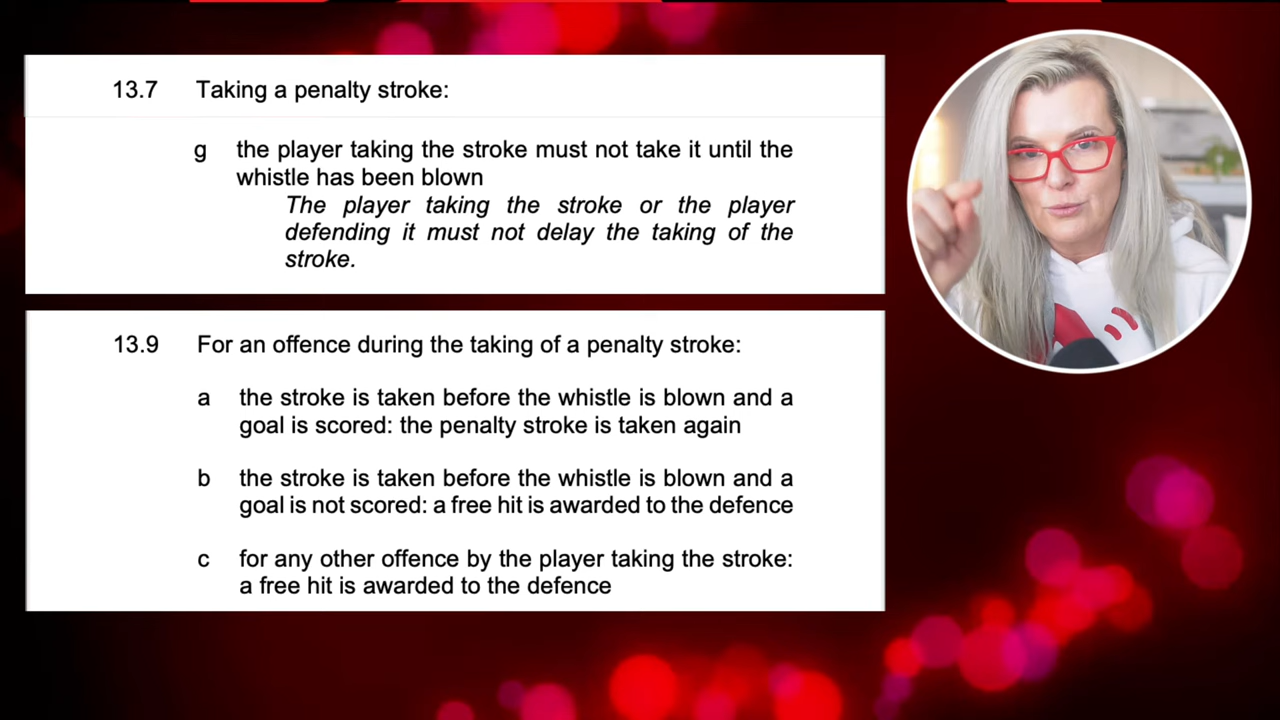 13.7 Taking a penalty stroke:
g the player taking the stroke must not take it until the
whistle has been blown
The player taking the stroke or the player
defending it must not delay the taking of the
stroke.
13.9 For an offence during the taking of a penalty stroke:
a the stroke is taken before the whistle is blown and a
goal is scored: the penalty stroke is taken again
b the stroke is taken before the whistle is blown and a
goal is not scored: a free hit is awarded to the defence
c for any other offence by the player taking the stroke:
a free hit is awarded to the defence